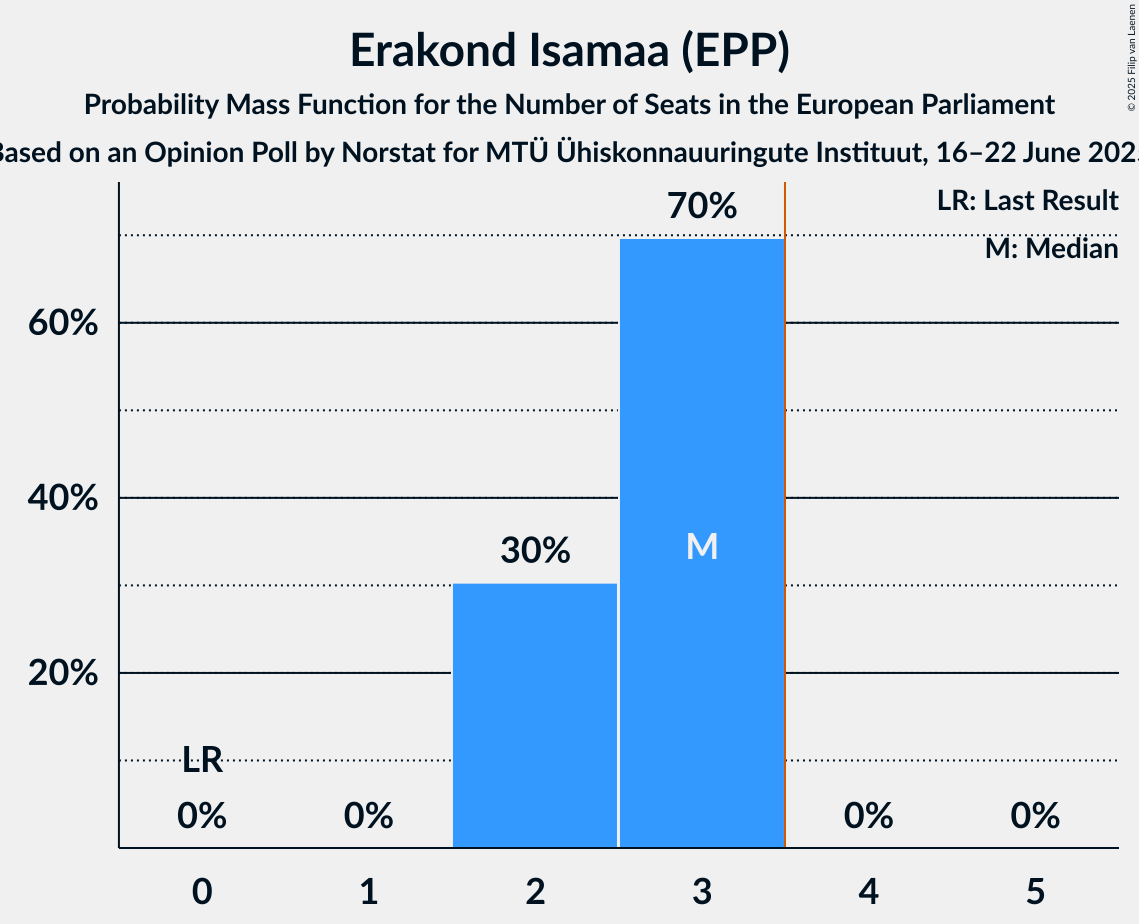 Erakond Isamaa (EPP)
Probability Mass Function for the Number of Seats in the European Parliament
Based on an Opinion Poll by Norstat for MTÜ Ühiskonnauuringute Instituut, 16–22 June 2025
© 2025 Filip van Laenen
LR: Last Result
M: Median
70%
60%
40%
30%
20%
M
LR
0%
0%
0%
0%
0
1
2
3
4
5